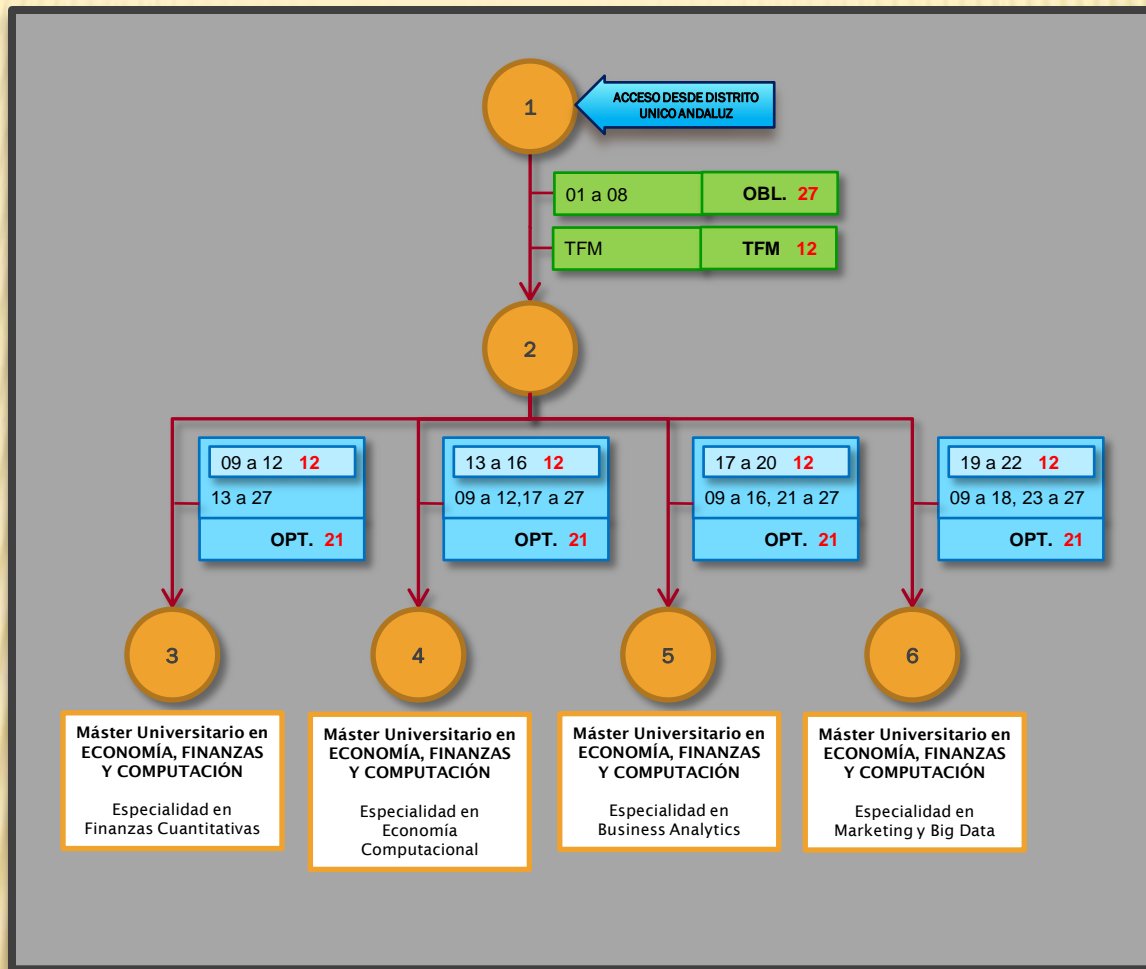 1
ACCESO DESDE DISTRITO
UNICO ANDALUZ
01 a 08 OBL. 27
TFM TFM 12
2
09 a 12 12
13 a 27
OPT. 21
13 a 16 12
09 a 12,17 a 27
OPT. 21
17 a 20 12
09 a 16, 21 a 27
OPT. 21
19 a 22 12
09 a 18, 23 a 27
OPT. 21
3
4
5
6
Máster Universitario en
ECONOMÍA, FINANZAS
Y COMPUTACIÓN
Especialidad en
Finanzas Cuantitativas
Máster Universitario en
ECONOMÍA, FINANZAS
Y COMPUTACIÓN
Especialidad en
Economía
Computacional
Máster Universitario en
ECONOMÍA, FINANZAS
Y COMPUTACIÓN
Especialidad en
Business Analytics
Máster Universitario en
ECONOMÍA, FINANZAS
Y COMPUTACIÓN
Especialidad en
Marketing y Big Data